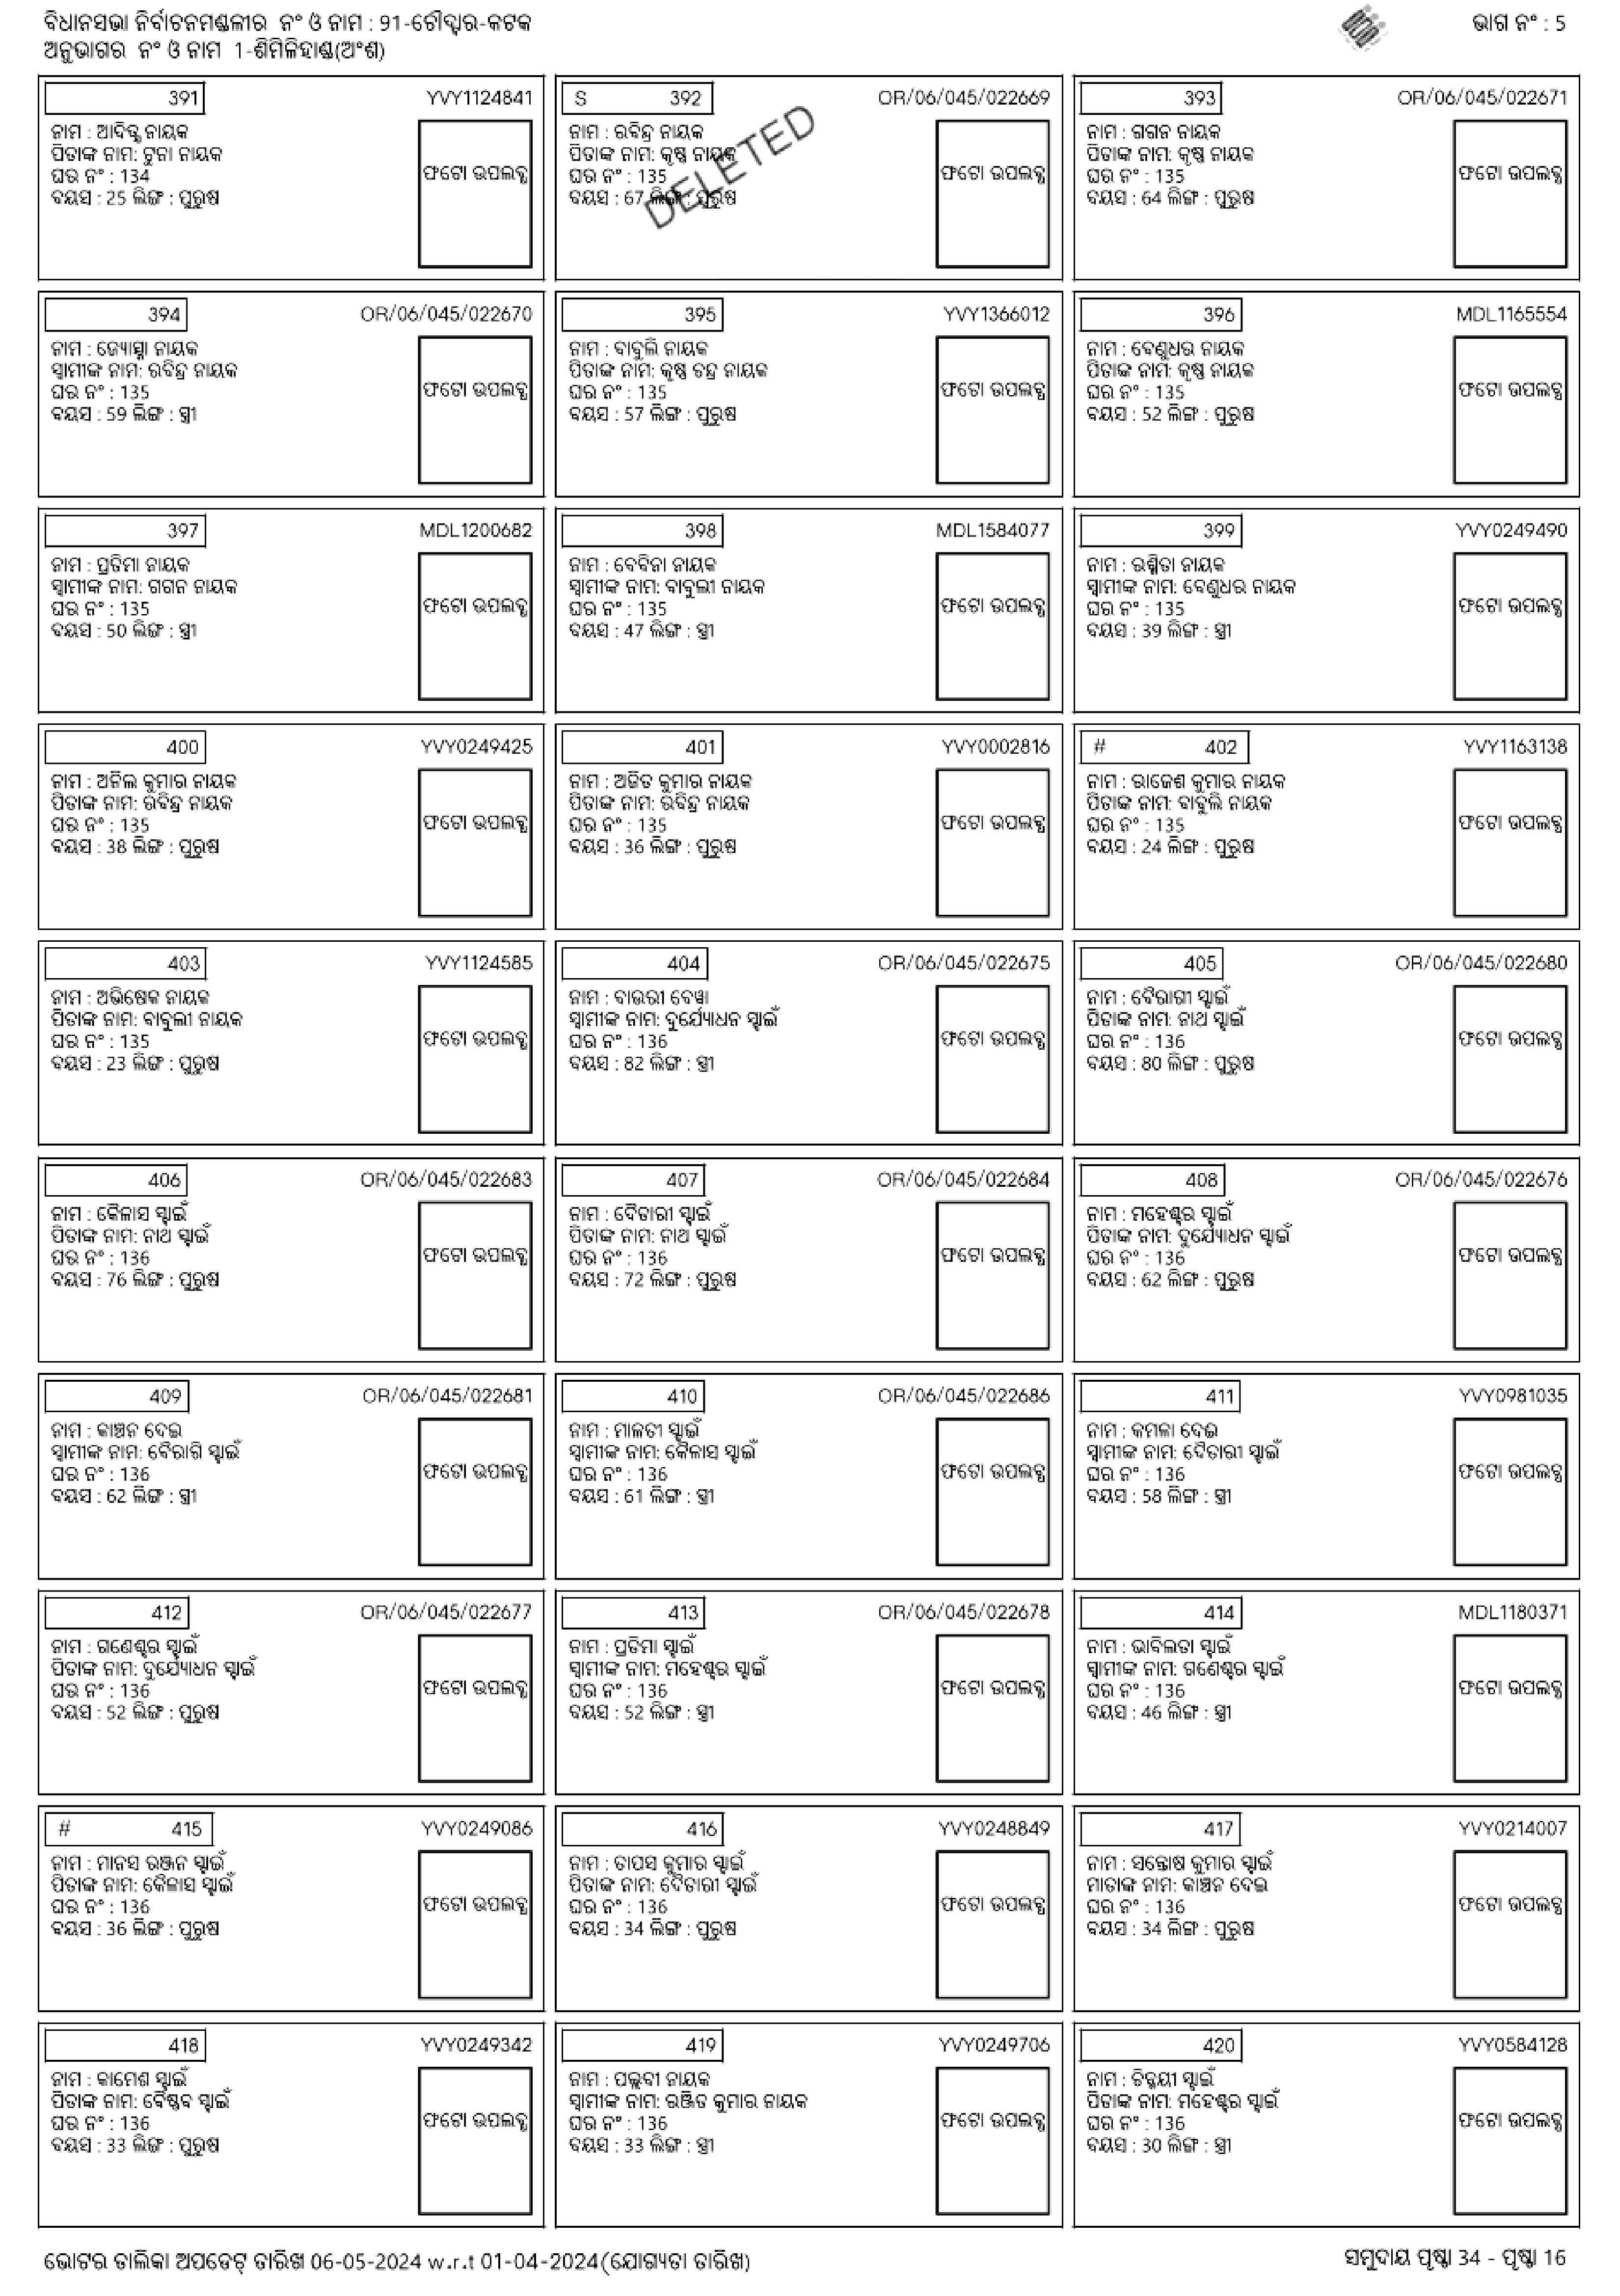 ବିଧାନସଭା ନିର୍ବାଚନମଣ୍ଡଳୀର ନଂ ଓ ନାମ : 91-ଚୌଦ୍ୱାର-କଟକ
ଭାଗ ନଂ : 5
ଅନୁଭାଗର ନଂ ଓ ନାମ 1-ଶିମିଳିହାଣ୍ଡା(ଅଂଶ)
391 YVY1124841
ନାମ : ଆଦିତ୍ଯ ନାୟକ
ପିତାଙ୍କ ନାମ: ଟୁନା ନାୟକ
ଘର ନଂ : 134
ବୟସ : 25 ଲିଙ୍ଗ : ପୁରୁଷ
ଫଟୋ ଉପଲବ୍ଧ
S 392 OR/06/045/022669
ନାମ : ରବିନ୍ଦ୍ର ନାୟକ
ପିତାଙ୍କ ନାମ: କୃଷ୍ଣ ନାୟକ
ଘର ନଂ : 135
ବୟସ : 67 ଲିଙ୍ଗ : ପୁରୁଷ
DELETED
ଫଟୋ ଉପଲବ୍ଧ
393 OR/06/045/022671
ନାମ : ଗଗନ ନାୟକ
ପିତାଙ୍କ ନାମ: କୃଷ୍ଣ ନାୟକ
ଘର ନଂ : 135
ବୟସ : 64 ଲିଙ୍ଗ : ପୁରୁଷ
ଫଟୋ ଉପଲବ୍ଧ
394 OR/06/045/022670
ନାମ : ଜ୍ୟୋସ୍ନା ନାୟକ
ସ୍ୱାମୀଙ୍କ ନାମ: ରବିନ୍ଦ୍ର ନାୟକ
ଘର ନଂ : 135
ବୟସ : 59 ଲିଙ୍ଗ : ସ୍ତ୍ରୀ
ଫଟୋ ଉପଲବ୍ଧ
395 YVY1366012
ନାମ : ବାବୁଲି ନାୟକ
ପିତାଙ୍କ ନାମ: କୃଷ୍ଣ ଚନ୍ଦ୍ର ନାୟକ
ଘର ନଂ : 135
ବୟସ : 57 ଲିଙ୍ଗ : ପୁରୁଷ
ଫଟୋ ଉପଲବ୍ଧ
396 MDL1165554
ନାମ : ବେଣୁଧର ନାୟକ
ପିତାଙ୍କ ନାମ: କୃଷ୍ଣ ନାୟକ
ଘର ନଂ : 135
ବୟସ : 52 ଲିଙ୍ଗ : ପୁରୁଷ
ଫଟୋ ଉପଲବ୍ଧ
397 MDL1200682
ନାମ : ପ୍ରତିମା ନାୟକ
ସ୍ୱାମୀଙ୍କ ନାମ: ଗଗନ ନାୟକ
ଘର ନଂ : 135
ବୟସ : 50 ଲିଙ୍ଗ : ସ୍ତ୍ରୀ
ଫଟୋ ଉପଲବ୍ଧ
398 MDL1584077
ନାମ : ବେବିନା ନାୟକ
ସ୍ୱାମୀଙ୍କ ନାମ: ବାବୁଲୀ ନାୟକ
ଘର ନଂ : 135
ବୟସ : 47 ଲିଙ୍ଗ : ସ୍ତ୍ରୀ
ଫଟୋ ଉପଲବ୍ଧ
399 YVY0249490
ନାମ : ରଶ୍ମିତା ନାୟକ
ସ୍ୱାମୀଙ୍କ ନାମ: ବେଣୁଧର ନାୟକ
ଘର ନଂ : 135
ବୟସ : 39 ଲିଙ୍ଗ : ସ୍ତ୍ରୀ
ଫଟୋ ଉପଲବ୍ଧ
400 YVY0249425
ନାମ : ଅନିଲ କୁମାର ନାୟକ
ପିତାଙ୍କ ନାମ: ରବିନ୍ଦ୍ର ନାୟକ
ଘର ନଂ : 135
ବୟସ : 38 ଲିଙ୍ଗ : ପୁରୁଷ
ଫଟୋ ଉପଲବ୍ଧ
401 YVY0002816
ନାମ : ଅଜିତ କୁମାର ନାୟକ
ପିତାଙ୍କ ନାମ: ରବିନ୍ଦ୍ର ନାୟକ
ଘର ନଂ : 135
ବୟସ : 36 ଲିଙ୍ଗ : ପୁରୁଷ
ଫଟୋ ଉପଲବ୍ଧ
# 402 YVY1163138
ନାମ : ରାଜେଶ କୁମାର ନାୟକ
ପିତାଙ୍କ ନାମ: ବାବୁଲି ନାୟକ
ଘର ନଂ : 135
ବୟସ : 24 ଲିଙ୍ଗ : ପୁରୁଷ
ଫଟୋ ଉପଲବ୍ଧ
403 YVY1124585
ନାମ : ଅଭିଷେକ ନାୟକ
ପିତାଙ୍କ ନାମ: ବାବୁଲୀ ନାୟକ
ଘର ନଂ : 135
ବୟସ : 23 ଲିଙ୍ଗ : ପୁରୁଷ
ଫଟୋ ଉପଲବ୍ଧ
404 OR/06/045/022675
ନାମ : ବାଉରୀ ବେୱା
ସ୍ୱାମୀଙ୍କ ନାମ: ଦୁର୍ଯ୍ୟୋଧନ ସ୍ବାଇଁ
ଘର ନଂ : 136
ବୟସ : 82 ଲିଙ୍ଗ : ସ୍ତ୍ରୀ
ଫଟୋ ଉପଲବ୍ଧ
405 OR/06/045/022680
ନାମ : ବୈରାଗୀ ସ୍ବାଇଁ
ପିତାଙ୍କ ନାମ: ନାଥ ସ୍ବାଇଁ
ଘର ନଂ : 136
ବୟସ : 80 ଲିଙ୍ଗ : ପୁରୁଷ
ଫଟୋ ଉପଲବ୍ଧ
406 OR/06/045/022683
ନାମ : କୈଳାସ ସ୍ବାଇଁ
ପିତାଙ୍କ ନାମ: ନାଥ ସ୍ବାଇଁ
ଘର ନଂ : 136
ବୟସ : 76 ଲିଙ୍ଗ : ପୁରୁଷ
ଫଟୋ ଉପଲବ୍ଧ
407 OR/06/045/022684
ନାମ : ଦୈତାରୀ ସ୍ବାଇଁ
ପିତାଙ୍କ ନାମ: ନାଥ ସ୍ବାଇଁ
ଘର ନଂ : 136
ବୟସ : 72 ଲିଙ୍ଗ : ପୁରୁଷ
ଫଟୋ ଉପଲବ୍ଧ
408 OR/06/045/022676
ନାମ : ମହେଶ୍ୱର ସ୍ବାଇଁ
ପିତାଙ୍କ ନାମ: ଦୁର୍ଯ୍ୟୋଧନ ସ୍ବାଇଁ
ଘର ନଂ : 136
ବୟସ : 62 ଲିଙ୍ଗ : ପୁରୁଷ
ଫଟୋ ଉପଲବ୍ଧ
409 OR/06/045/022681
ନାମ : କାଞ୍ଚନ ଦେଇ
ସ୍ୱାମୀଙ୍କ ନାମ: ବୈରାଗି ସ୍ବାଇଁ
ଘର ନଂ : 136
ବୟସ : 62 ଲିଙ୍ଗ : ସ୍ତ୍ରୀ
ଫଟୋ ଉପଲବ୍ଧ
410 OR/06/045/022686
ନାମ : ମାଳତୀ ସ୍ବାଇଁ
ସ୍ୱାମୀଙ୍କ ନାମ: କୈଳାସ ସ୍ବାଇଁ
ଘର ନଂ : 136
ବୟସ : 61 ଲିଙ୍ଗ : ସ୍ତ୍ରୀ
ଫଟୋ ଉପଲବ୍ଧ
411 YVY0981035
ନାମ : କମଳା ଦେଈ
ସ୍ୱାମୀଙ୍କ ନାମ: ଦୈତାରୀ ସ୍ବାଇଁ
ଘର ନଂ : 136
ବୟସ : 58 ଲିଙ୍ଗ : ସ୍ତ୍ରୀ
ଫଟୋ ଉପଲବ୍ଧ
412 OR/06/045/022677
ନାମ : ଗଣେଶ୍ୱର ସ୍ବାଇଁ
ପିତାଙ୍କ ନାମ: ଦୁର୍ଯ୍ୟୋଧନ ସ୍ବାଇଁ
ଘର ନଂ : 136
ବୟସ : 52 ଲିଙ୍ଗ : ପୁରୁଷ
ଫଟୋ ଉପଲବ୍ଧ
413 OR/06/045/022678
ନାମ : ପ୍ରତିମା ସ୍ବାଇଁ
ସ୍ୱାମୀଙ୍କ ନାମ: ମହେଶ୍ୱର ସ୍ବାଇଁ
ଘର ନଂ : 136
ବୟସ : 52 ଲିଙ୍ଗ : ସ୍ତ୍ରୀ
ଫଟୋ ଉପଲବ୍ଧ
414 MDL1180371
ନାମ : ଭାବିଲତା ସ୍ବାଇଁ
ସ୍ୱାମୀଙ୍କ ନାମ: ଗଣେଶ୍ୱର ସ୍ବାଇଁ
ଘର ନଂ : 136
ବୟସ : 46 ଲିଙ୍ଗ : ସ୍ତ୍ରୀ
ଫଟୋ ଉପଲବ୍ଧ
# 415 YVY0249086
ନାମ : ମାନସ ରଞ୍ଜନ ସ୍ବାଇଁ
ପିତାଙ୍କ ନାମ: କୈଳାସ ସ୍ବାଇଁ
ଘର ନଂ : 136
ବୟସ : 36 ଲିଙ୍ଗ : ପୁରୁଷ
ଫଟୋ ଉପଲବ୍ଧ
416 YVY0248849
ନାମ : ତାପସ କୁମାର ସ୍ବାଇଁ
ପିତାଙ୍କ ନାମ: ଦୈତାରୀ ସ୍ବାଇଁ
ଘର ନଂ : 136
ବୟସ : 34 ଲିଙ୍ଗ : ପୁରୁଷ
ଫଟୋ ଉପଲବ୍ଧ
417 YVY0214007
ନାମ : ସନ୍ତୋଷ କୁମାର ସ୍ବାଇଁ
ମାତାଙ୍କ ନାମ: କାଞ୍ଚନ ଦେଇ
ଘର ନଂ : 136
ବୟସ : 34 ଲିଙ୍ଗ : ପୁରୁଷ
ଫଟୋ ଉପଲବ୍ଧ
418 YVY0249342
ନାମ : କାମେଶ ସ୍ବାଇଁ
ପିତାଙ୍କ ନାମ: ବୈଷ୍ଣବ ସ୍ବାଇଁ
ଘର ନଂ : 136
ବୟସ : 33 ଲିଙ୍ଗ : ପୁରୁଷ
ଫଟୋ ଉପଲବ୍ଧ
419 YVY0249706
ନାମ : ପଲ୍ଲବୀ ନାୟକ
ସ୍ୱାମୀଙ୍କ ନାମ: ରଞ୍ଜିତ କୁମାର ନାୟକ
ଘର ନଂ : 136
ବୟସ : 33 ଲିଙ୍ଗ : ସ୍ତ୍ରୀ
ଫଟୋ ଉପଲବ୍ଧ
420 YVY0584128
ନାମ : ଚିନ୍ମୟୀ ସ୍ବାଇଁ
ପିତାଙ୍କ ନାମ: ମହେଶ୍ୱର ସ୍ବାଇଁ
ଘର ନଂ : 136
ବୟସ : 30 ଲିଙ୍ଗ : ସ୍ତ୍ରୀ
ଫଟୋ ଉପଲବ୍ଧ
ଭୋଟର ତାଲିକା ଅପଡେଟ୍ ତାରିଖ 06-05-2024 w.r.t 01-04-2024(ଯୋଗ୍ୟତା ତାରିଖ)
ସମୁଦାୟ ପୃଷ୍ଠା 34 - ପୃଷ୍ଠା 16